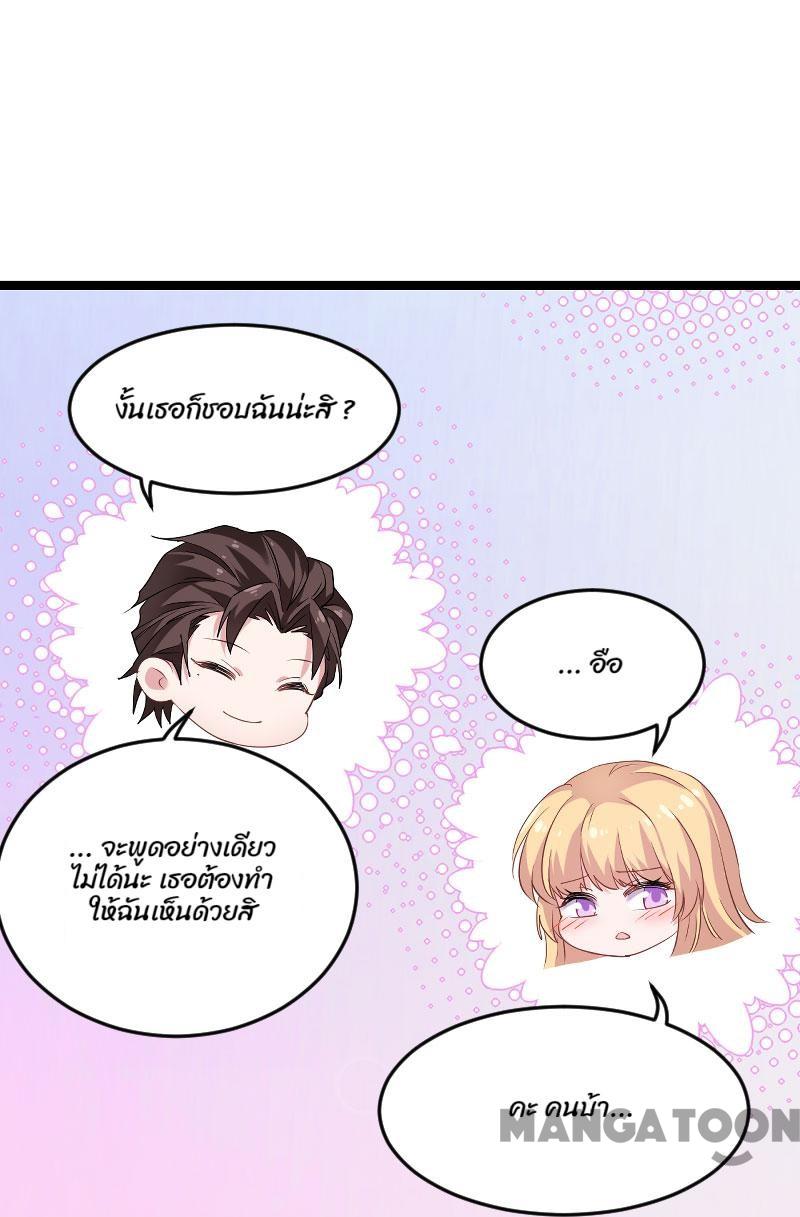 งั้นเธอก็ชอบฉันน่ะสิ ?
... อือ
... จะพูดอย่างเดียว
ไม่ได้นะ เธอต้องทำ
ให้ฉันเห็นด้วยสิ
คะ คนบ้า...
MANGATOON